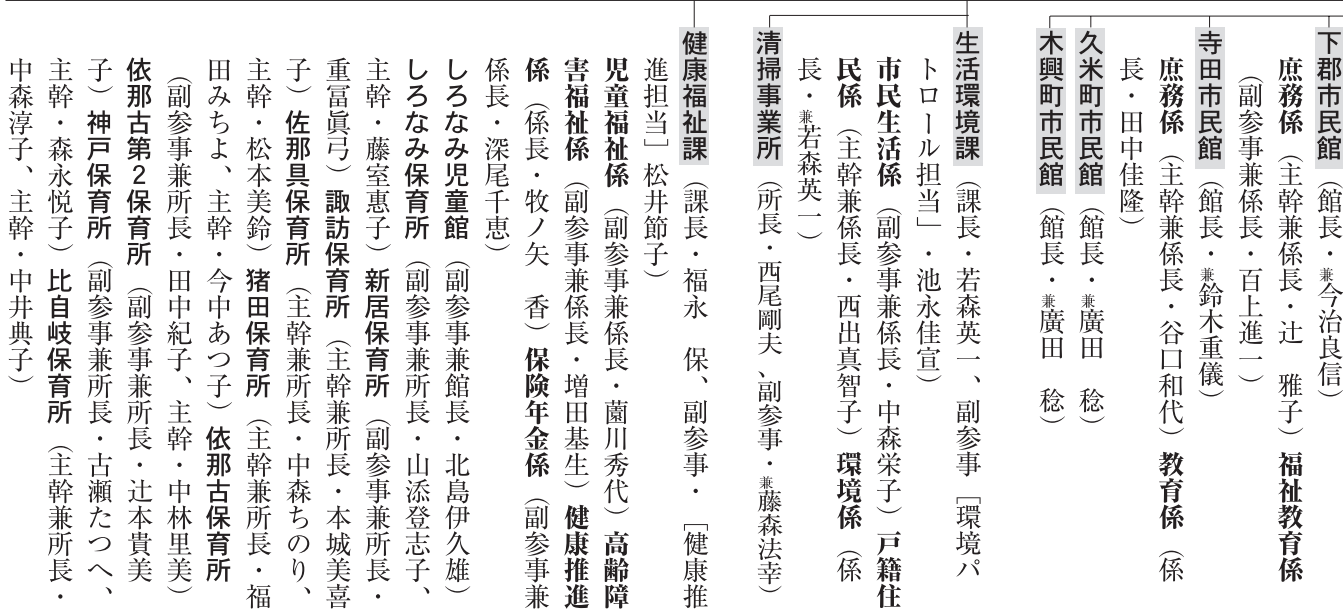 下郡市民館（館長・兼今治良信）
庶務係（主幹兼係長・辻　雅子）福祉教育係
（副参事兼係長・百上進一）
寺田市民館（館長・兼鈴木重儀）
庶務係（主幹兼係長・谷口和代）教育係（係
長・田中佳隆）
久米町市民館（館長・兼廣田　稔）
木興町市民館（館長・兼廣田　稔）
生活環境課（課長・若森英一、副参事［環境パ
トロール担当］・池永佳宣）
市民生活係（副参事兼係長・中森栄子）戸籍住
民係（主幹兼係長・西出真智子）環境係（係
長・兼若森英一）
清掃事業所（所長・西尾剛夫、副参事・兼藤森法幸）
健康福祉課（課長・福永　保、副参事・［健康推
進担当］松井節子）
児童福祉係（副参事兼係長・薗川秀代）高齢障
害福祉係（副参事兼係長・増田基生）健康推進
係（係長・牧ノ矢　香）保険年金係（副参事兼
係長・深尾千恵）
しろなみ児童館（副参事兼館長・北島伊久雄）
しろなみ保育所（副参事兼所長・山添登志子、
主幹・藤室惠子）新居保育所（副参事兼所長・
重冨眞弓）諏訪保育所（主幹兼所長・本城美喜
子）佐那具保育所（主幹兼所長・中森ちのり、
主幹・松本美鈴）猪田保育所（主幹兼所長・福
田みちよ、主幹・今中あつ子）依那古保育所
（副参事兼所長・田中紀子、主幹・中林里美）
依那古第2保育所（副参事兼所長・辻本貴美
子）神戸保育所（副参事兼所長・古瀬たつへ、
主幹・森永悦子）比自岐保育所（主幹兼所長・
中森淳子、主幹・中井典子）